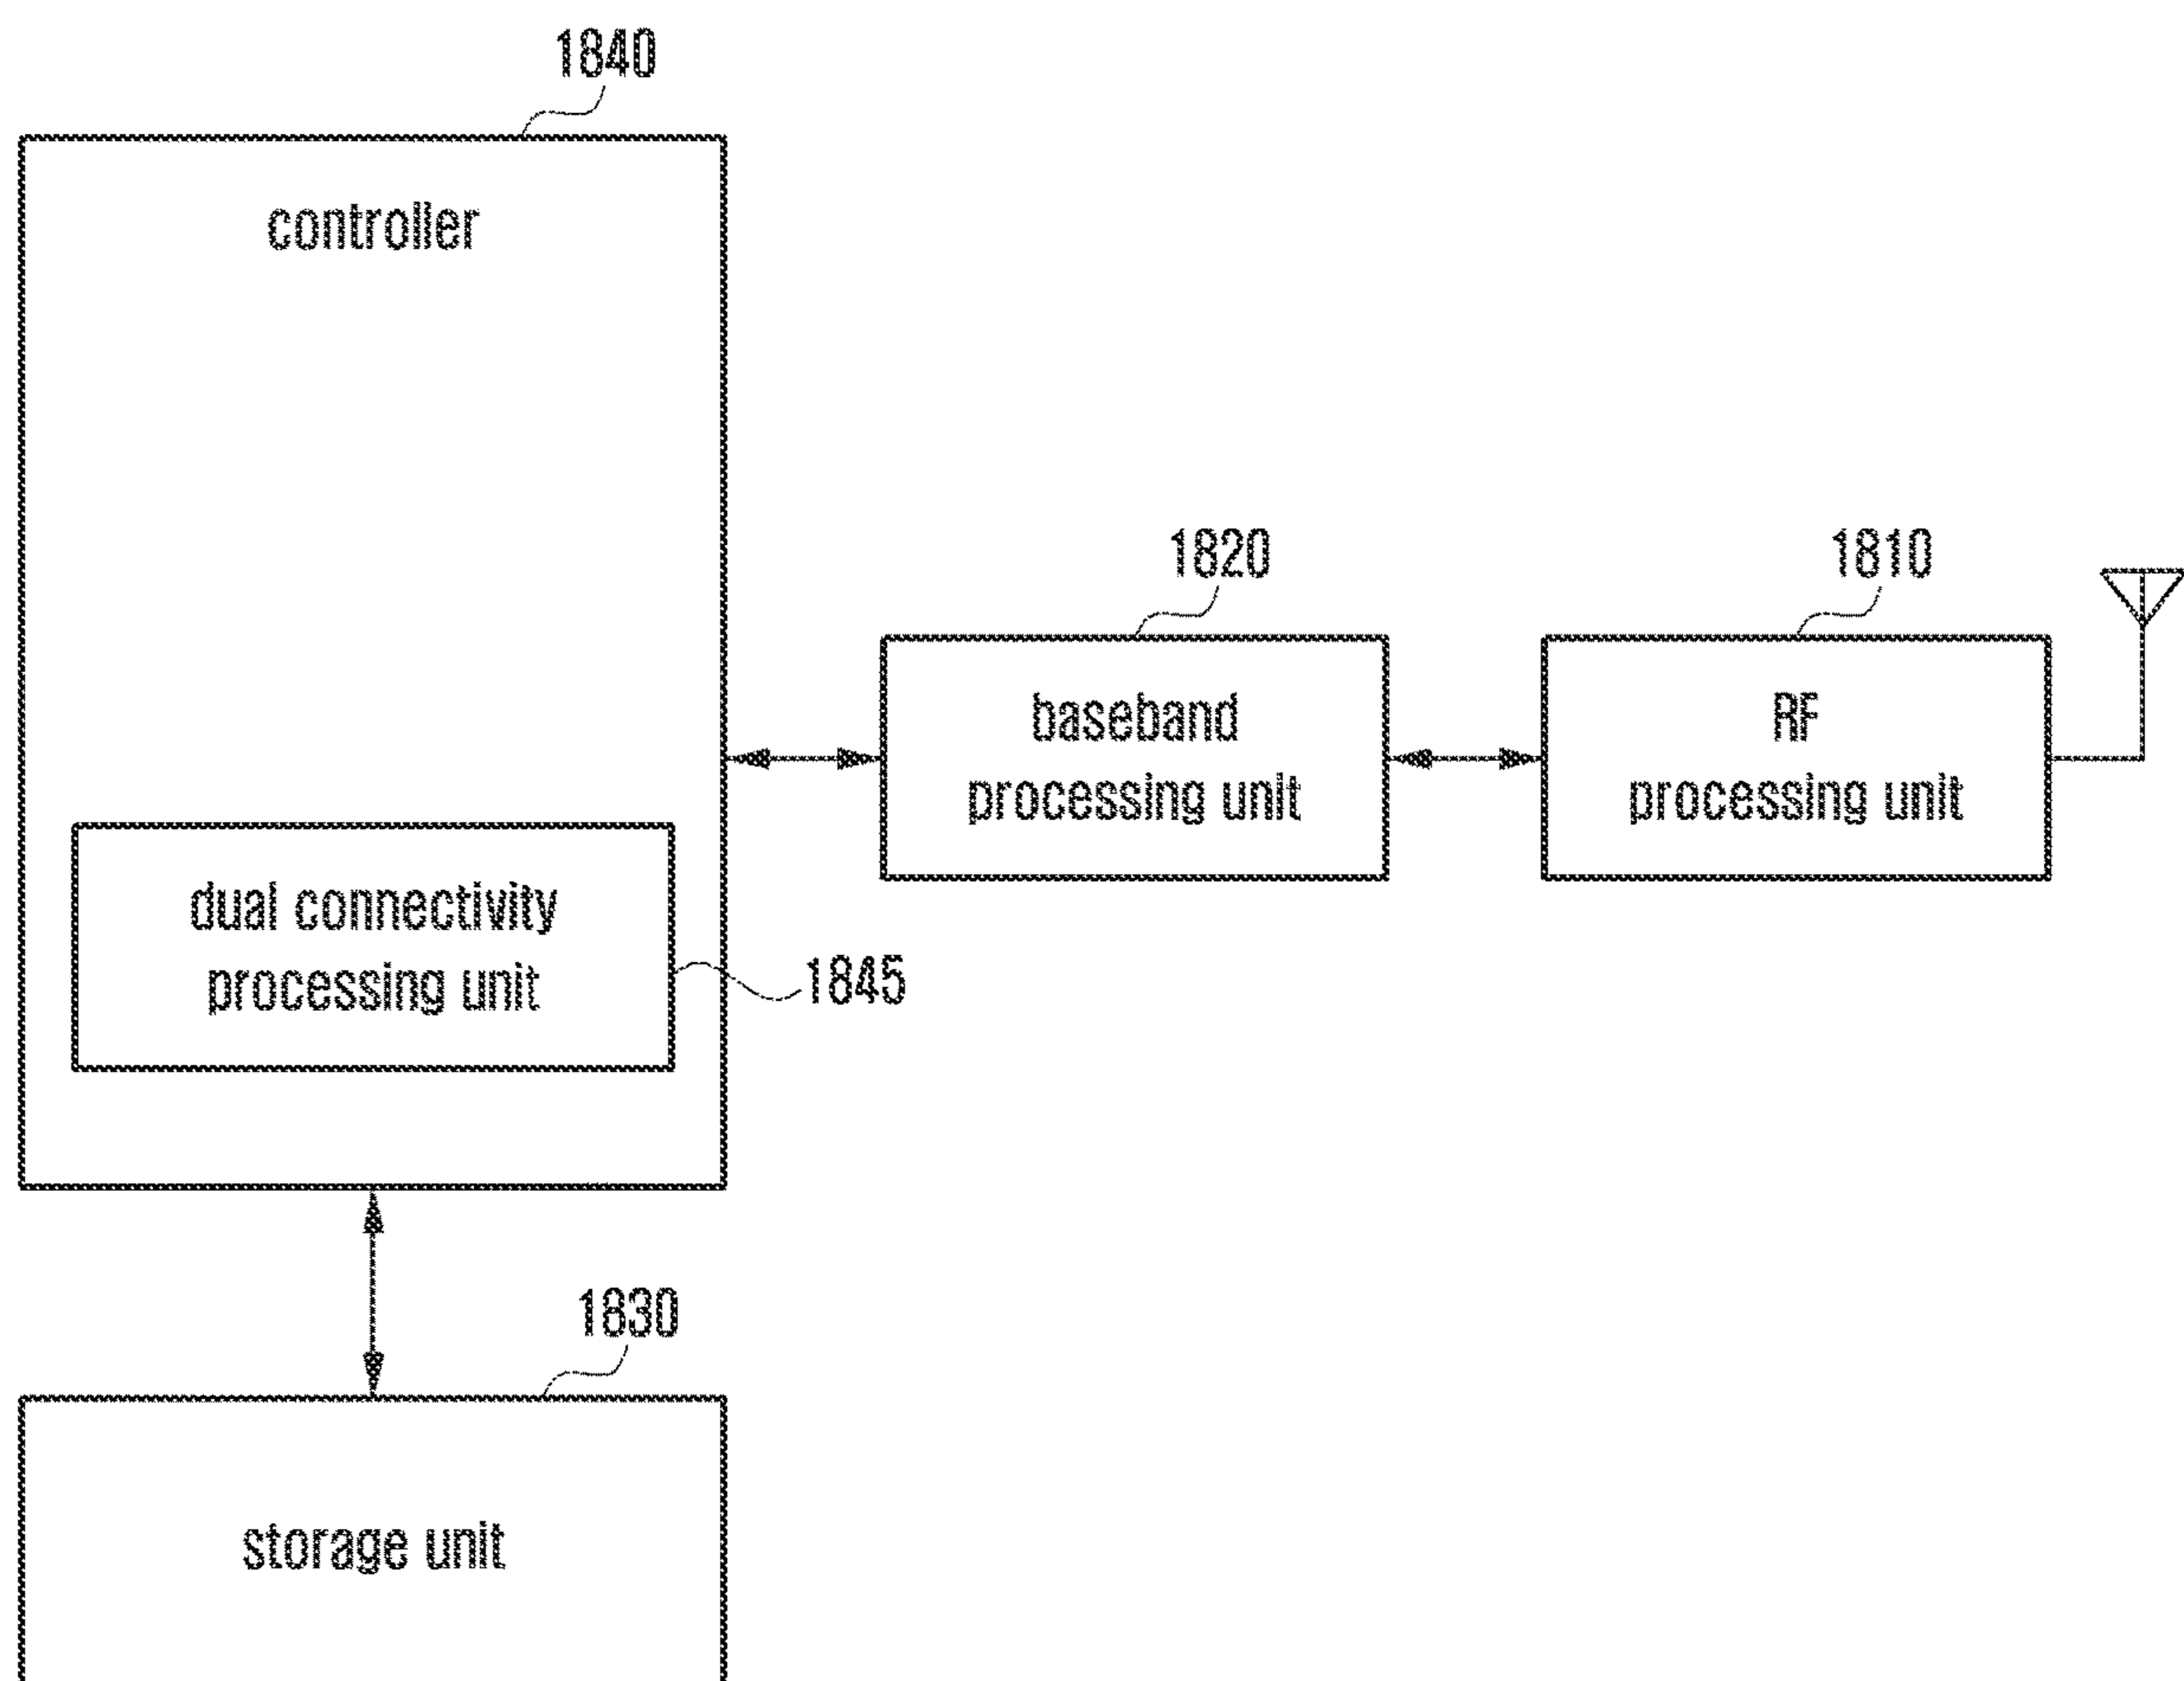 1840
controller
1820
1810
baseband
processing unit
RF
processing unit
dual connectivity
processing unit
1845
1830
storage unit